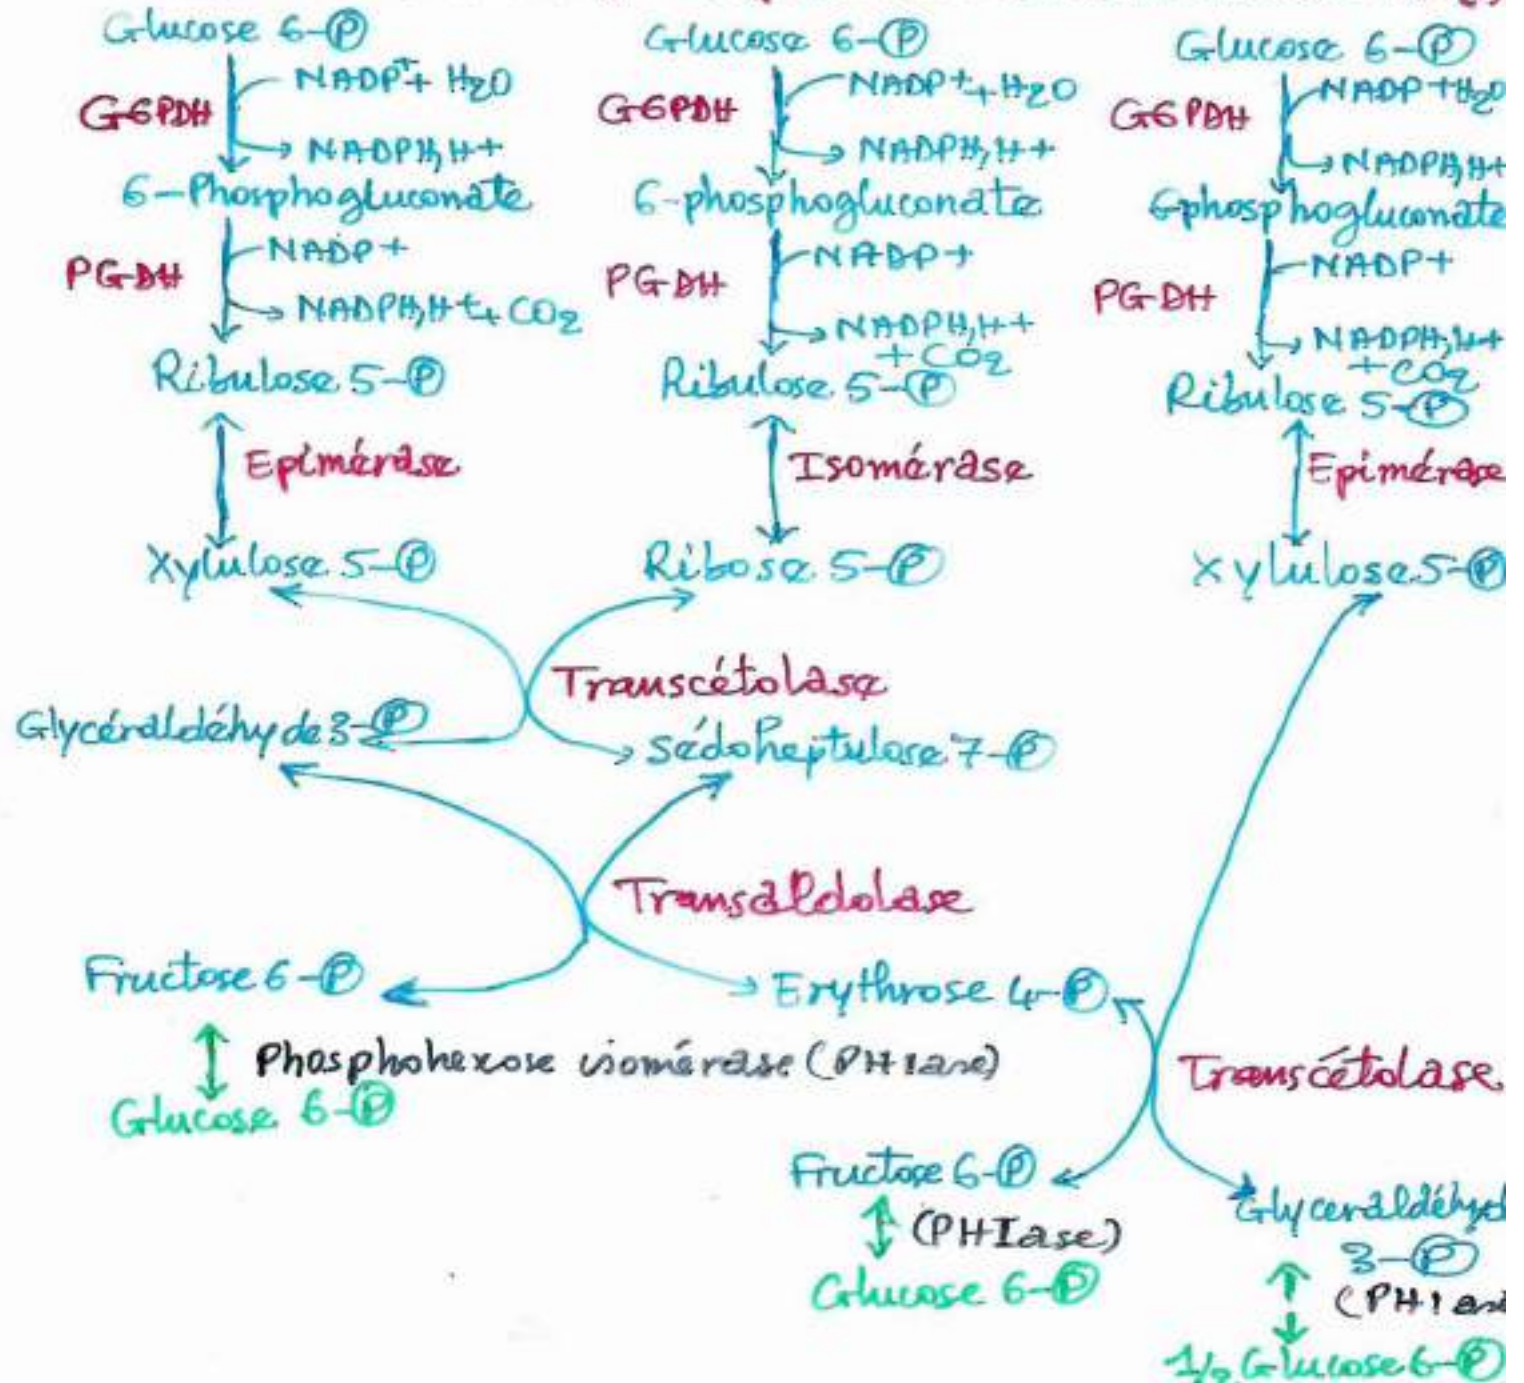 Glucose 6-P Glucose 6-P Glucose 6-P
NADP+ + H2O NADP+ + H2O NADP+H2O
G6PDH G6PDH G6PDH
NADPH,H+ NADPH,H+ NADPH,H+
6-Phosphogluconate 6-phosphogluconate 6phosphogluconate
NADP+ NADP+ NADP+
PGDH PGDH PGDH
NADPH,H+ + CO2 NADPH,H+ NADPH,H+
+CO2 +CO2
Ribulose 5-P Ribulose 5-P Ribulose 5-P
Epimérase Isomérase Epimérase
Xylulose 5-P Ribose 5-P Xylulose 5-P
Transcétolase
Glycéraldéhyde 3-P Sédoheptulose 7-P
Transaldolase
Fructose 6-P Erythrose 4-P
Phosphohexose isomérase (PHIase) Transcétolase
Glucose 6-P
Fructose 6-P Glyceraldéhyd
(PHIase) 3-P
Glucose 6-P (PHIas
1/2 Glucose 6-P